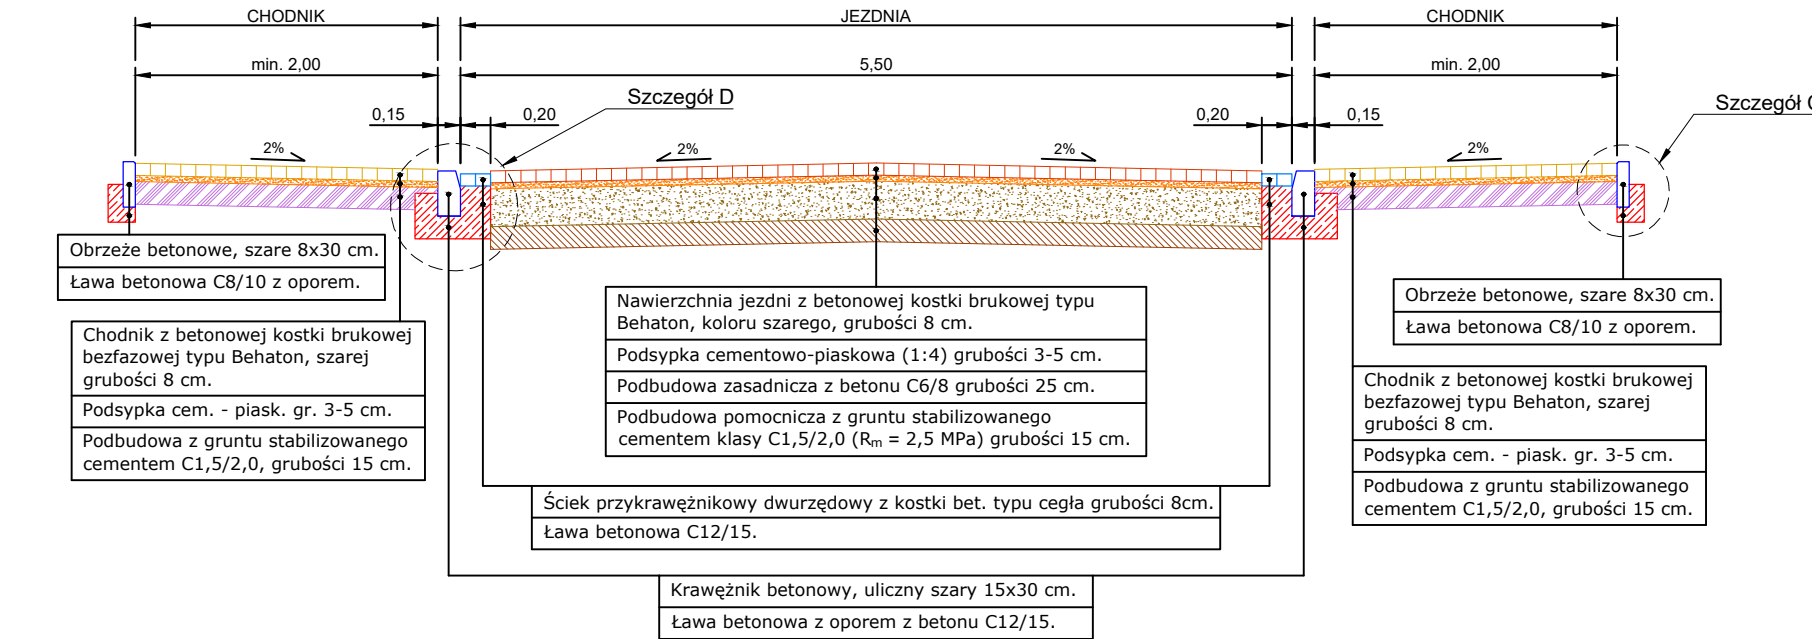 CHODNIK
JEZDNIA
CHODNIK
min. 2,00
5,50
min. 2,00
Szczegół D
Szczegół
0,15
0,20
0,20
0,15
2%
2%
2%
2%
Obrzeże betonowe, szare 8x30 cm.
Ława betonowa C8/10 z oporem.
Chodnik z betonowej kostki brukowej
bezfazowej typu Behaton, szarej
grubości 8 cm.
Podsypka cem. - piask. gr. 3-5 cm.
Podbudowa z gruntu stabilizowanego
cementem C1,5/2,0, grubości 15 cm.
Nawierzchnia jezdni z betonowej kostki brukowej typu
Behaton, koloru szarego, grubości 8 cm.
Podsypka cementowo-piaskowa (1:4) grubości 3-5 cm.
Podbudowa zasadnicza z betonu C6/8 grubości 25 cm.
Podbudowa pomocnicza z gruntu stabilizowanego
cementem klasy C1,5/2,0 (Rₘ = 2,5 MPa) grubości 15 cm.
Obrzeże betonowe, szare 8x30 cm.
Ława betonowa C8/10 z oporem.
Chodnik z betonowej kostki brukowej
bezfazowej typu Behaton, szarej
grubości 8 cm.
Podsypka cem. - piask. gr. 3-5 cm.
Podbudowa z gruntu stabilizowanego
cementem C1,5/2,0, grubości 15 cm.
Ściek przykrawężnikowy dwurzędowy z kostki bet. typu cegła grubości 8cm.
Ława betonowa C12/15.
Krawężnik betonowy, uliczny szary 15x30 cm.
Ława betonowa z oporem z betonu C12/15.